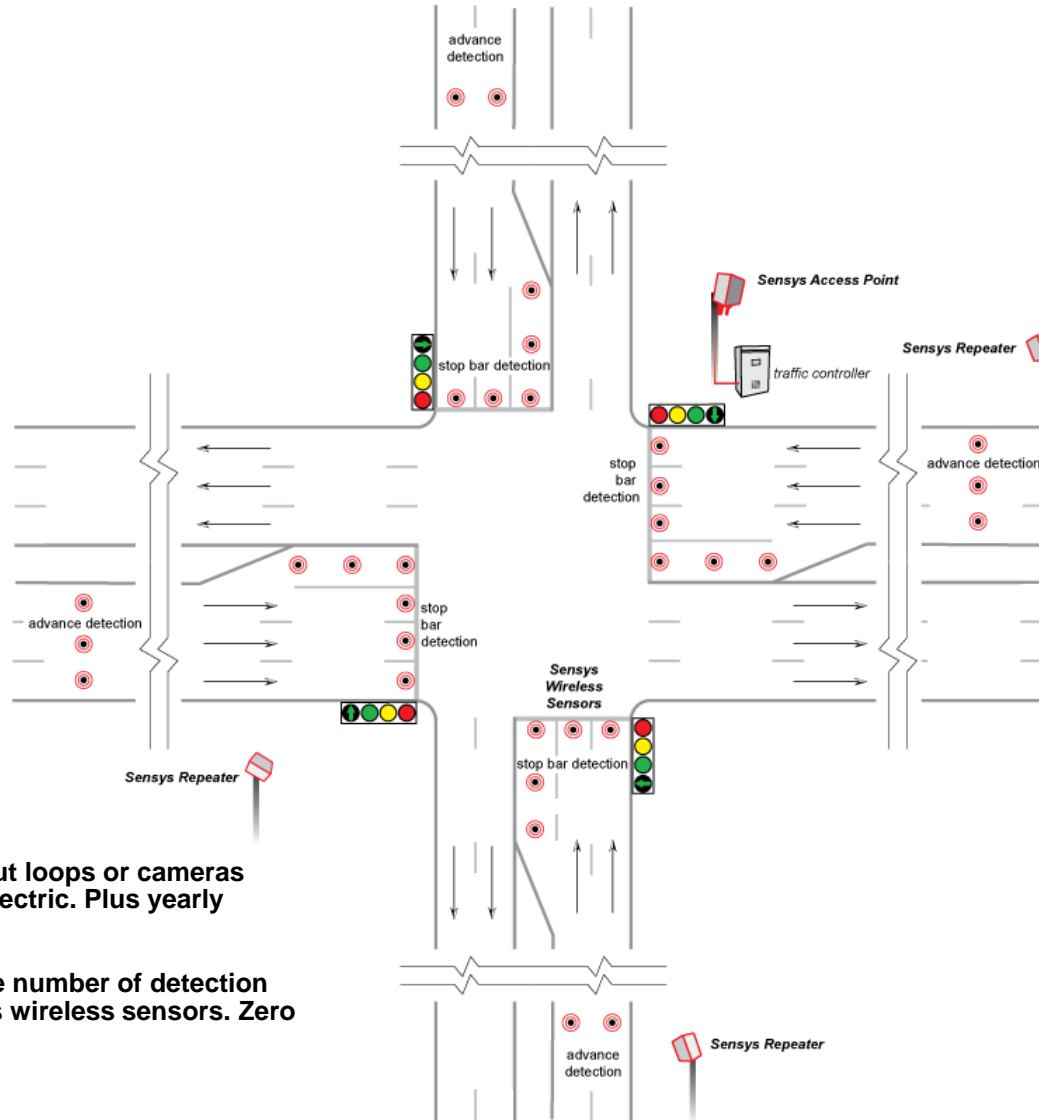 advance
detection
Sensys Access Point
Sensys Repeater
traffic controller
stop bar detection
stop
bar
detection
advance detection
advance detection
stop
bar
detection
Sensys
Wireless
Sensors
stop bar detection
Sensys Repeater
ut loops or cameras
ectric. Plus yearly
e number of detection
s wireless sensors. Zero
Sensys Repeater
advance
detection